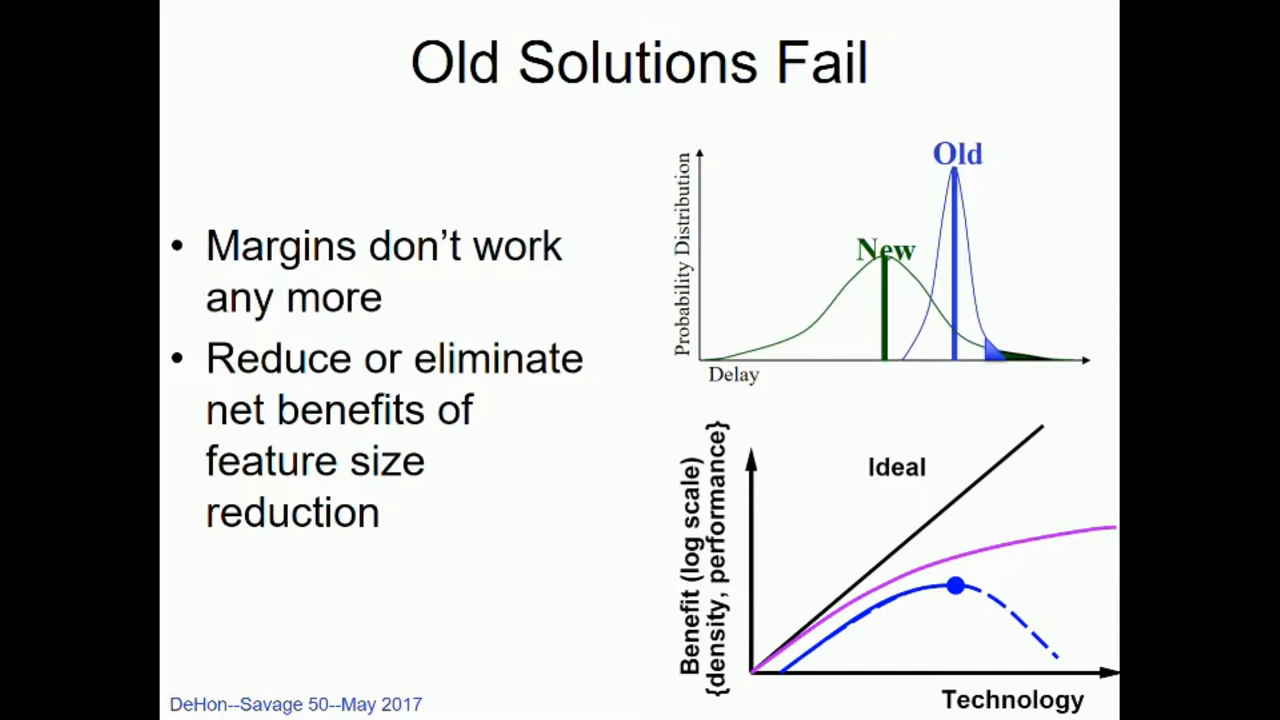 Old Solutions Fail
• Margins don’t work
any more
• Reduce or eliminate
net benefits of
feature size
reduction
Probability Distribution
Old
New
Delay
Benefit (log scale)
{density, performance}
Ideal
Technology
DeHon--Savage 50--May 2017